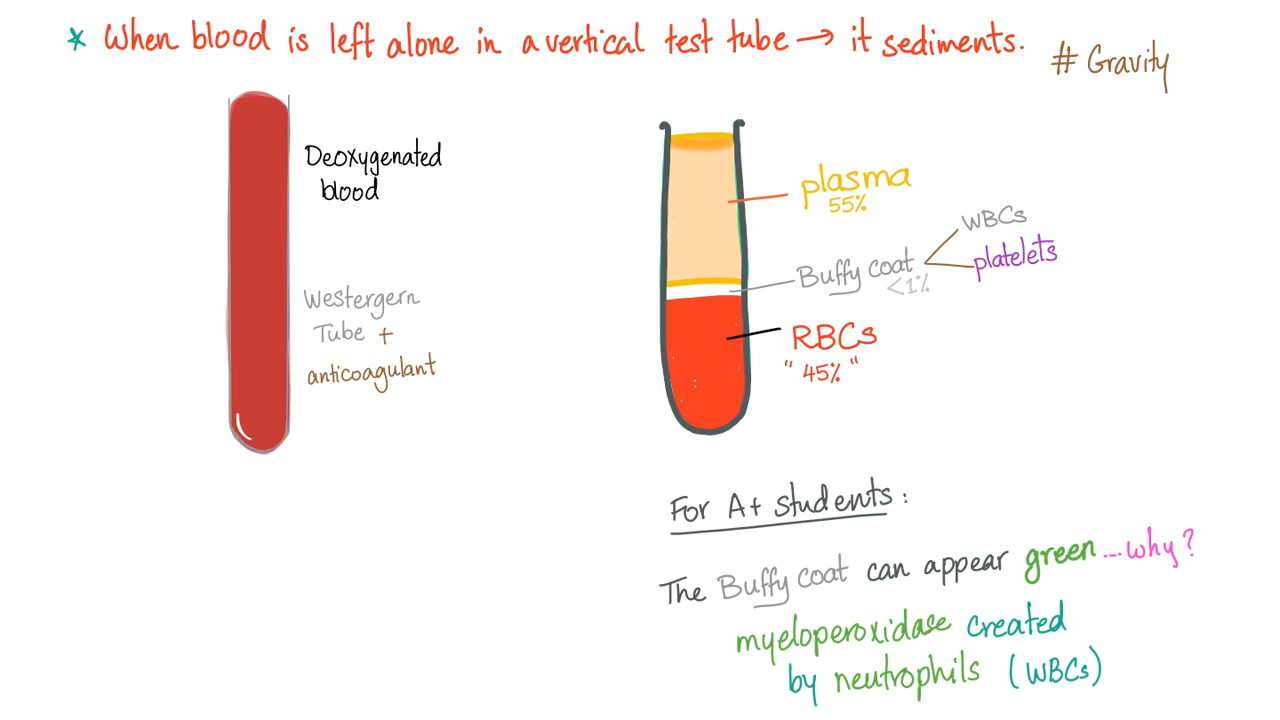 * When blood is left alone in a vertical test tube → it sediments.
# Gravity
Deoxygenated
blood
Westergern
Tube +
anticoagulant
plasma
55%
Buffy coat
<1%
WBCs
platelets
RBCs
" 45% "
For A+ students:
The Buffy coat can appear green ... why?
myeloperoxidase created
by neutrophils (WBCs)